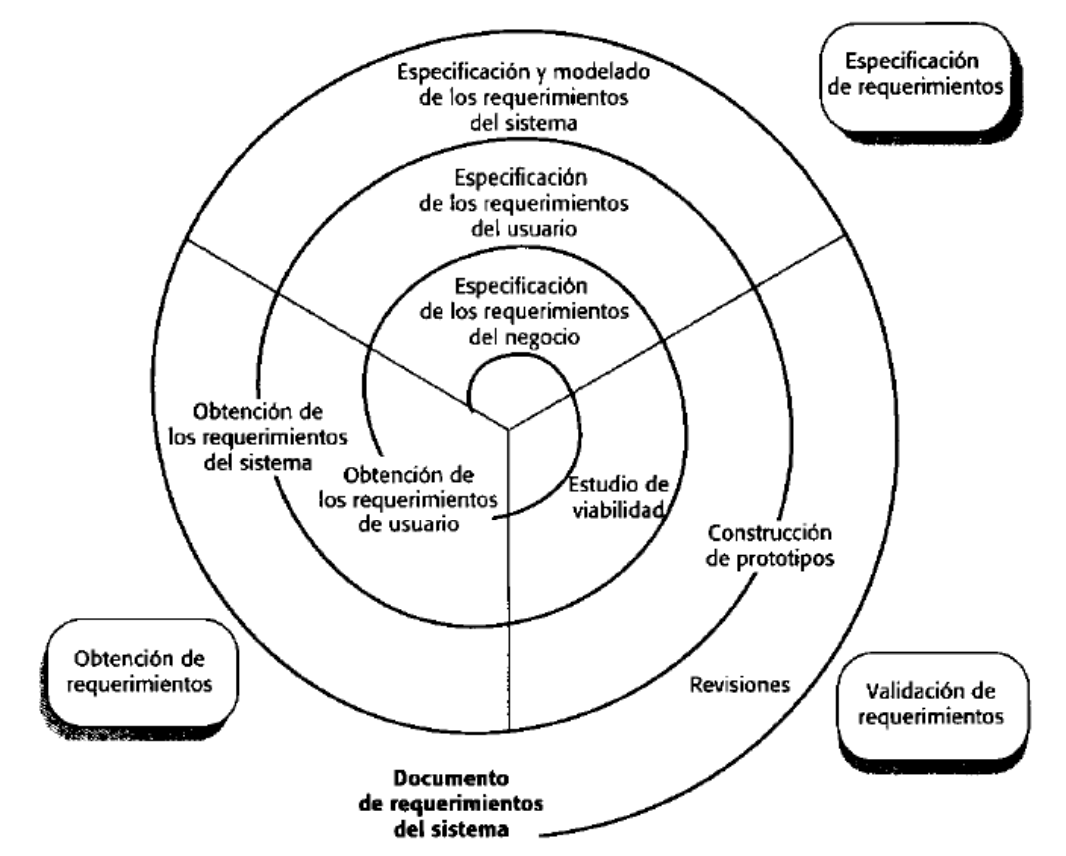 Especificación
de requerimientos
Especificación y modelado
de los requerimientos
del sistema
Especificación
de los requerimientos
del usuario
Especificación
de los requerimientos
del negocio
Obtención de
los requerimientos
del sistema
Obtención de
los requerimientos
de usuario
Estudio de
viabilidad
Construcción
de prototipos
Obtención de
requerimientos
Revisiones
Validación de
requerimientos
Documento
de requerimientos
del sistema